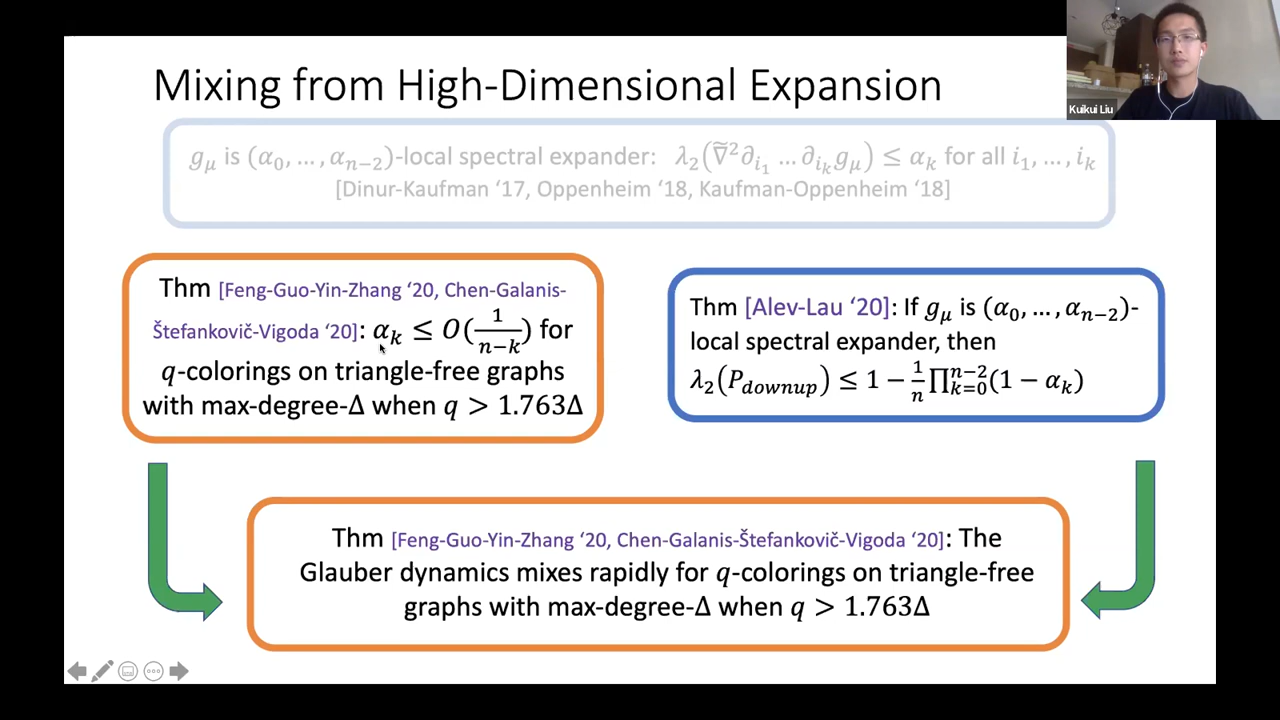 Mixing from High-Dimensional Expansion
g_μ is (α_0, …, α_{n−2})-local spectral expander: λ_2(∇̃^2 ∂_{i_1} … ∂_{i_k} g_μ) ≤ α_k for all i_1, …, i_k
[Dinur-Kaufman ‘17, Oppenheim ‘18, Kaufman-Oppenheim ‘18]
Thm [Feng-Guo-Yin-Zhang ‘20, Chen-Galanis-
Štefankovič-Vigoda ‘20]: α_k ≤ O(1/(n−k)) for
q-colorings on triangle-free graphs
with max-degree-Δ when q > 1.763Δ
Thm [Alev-Lau ‘20]: If g_μ is (α_0, …, α_{n−2})-
local spectral expander, then
λ_2(P_{downup}) ≤ 1 − 1/n ∏_{k=0}^{n−2}(1 − α_k)
Thm [Feng-Guo-Yin-Zhang ‘20, Chen-Galanis-Štefankovič-Vigoda ‘20]: The
Glauber dynamics mixes rapidly for q-colorings on triangle-free
graphs with max-degree-Δ when q > 1.763Δ
Kuikui Liu